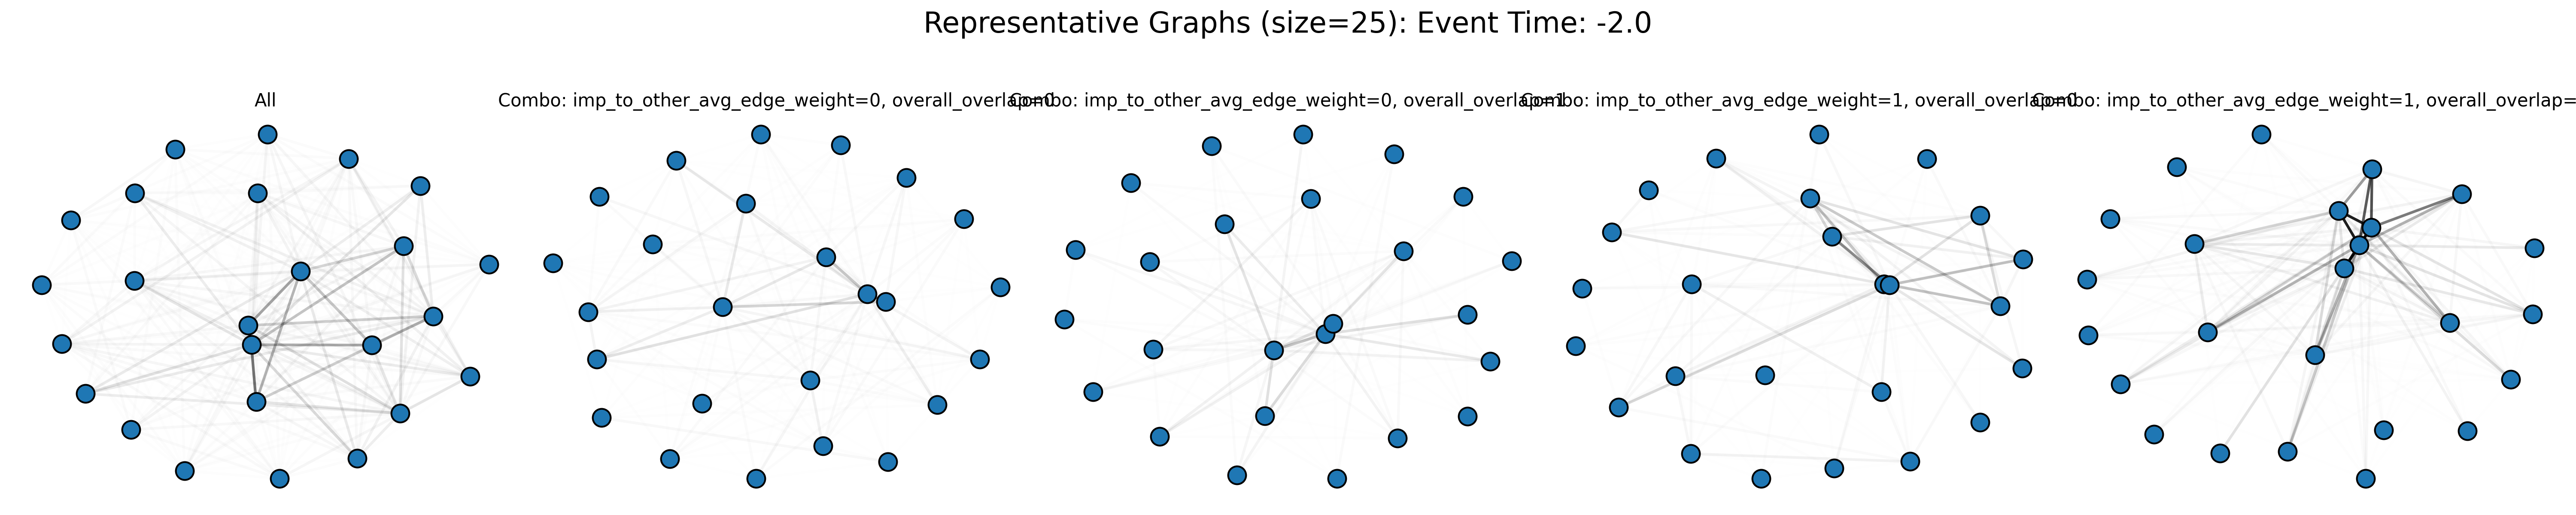 Representative Graphs (size=25): Event Time: -2.0
All
Combo: imp_to_other_avg_edge_weight=0, overall_overlap=0
Combo: imp_to_other_avg_edge_weight=0, overall_overlap=1
Combo: imp_to_other_avg_edge_weight=1, overall_overlap=0
Combo: imp_to_other_avg_edge_weight=1, overall_overlap=